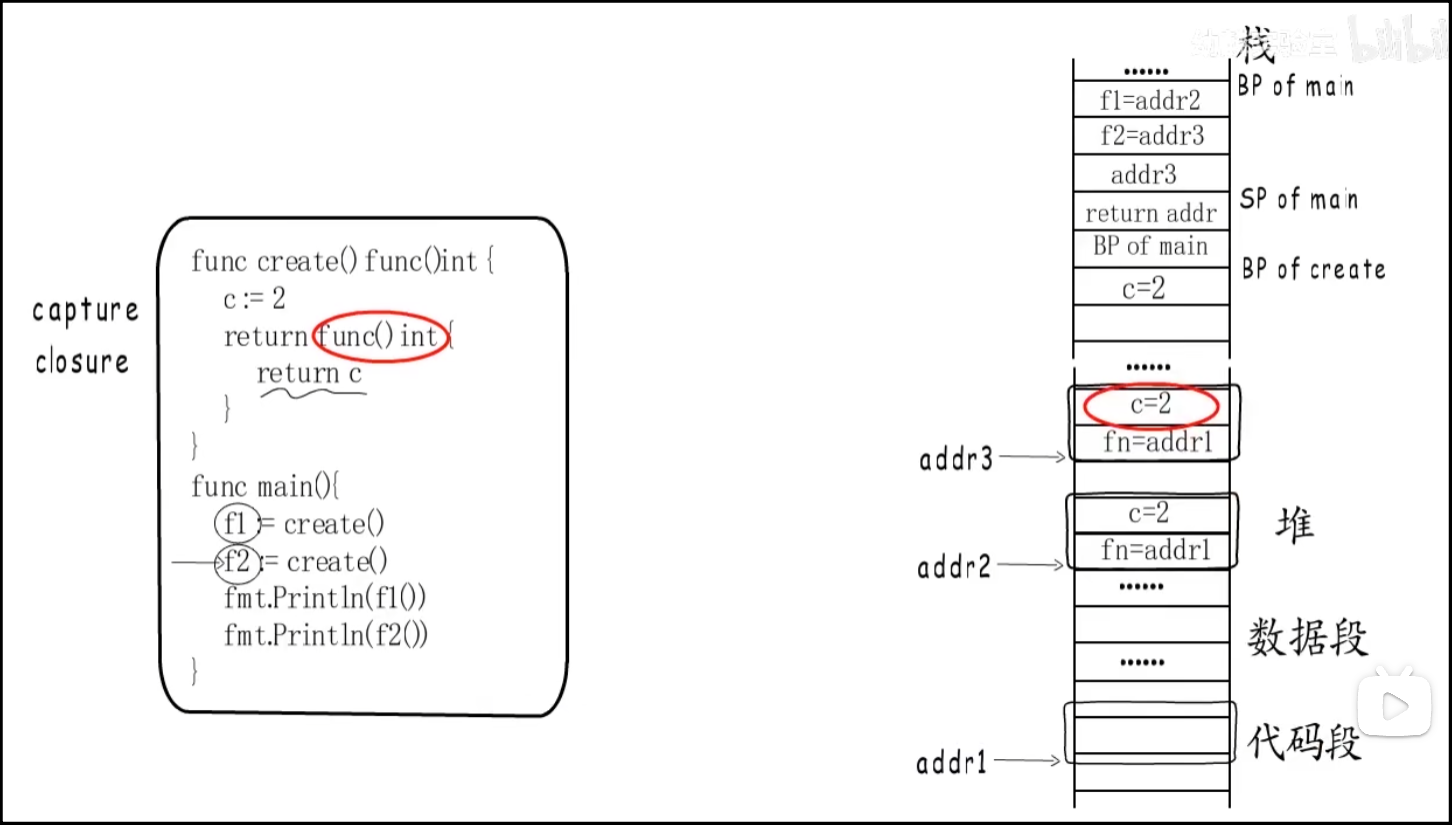 capture
closure
func create() func()int {
c := 2
return func() int{
return c
}
}
func main(){
f1 := create()
f2 := create()
fmt.Println(f1())
fmt.Println(f2())
}
栈
......
BP of main
f1=addr2
f2=addr3
addr3
SP of main
return addr
BP of main
BP of create
c=2
......
c=2
fn=addr1
addr3
c=2
堆
fn=addr1
addr2
......
数据段
......
代码段
addr1